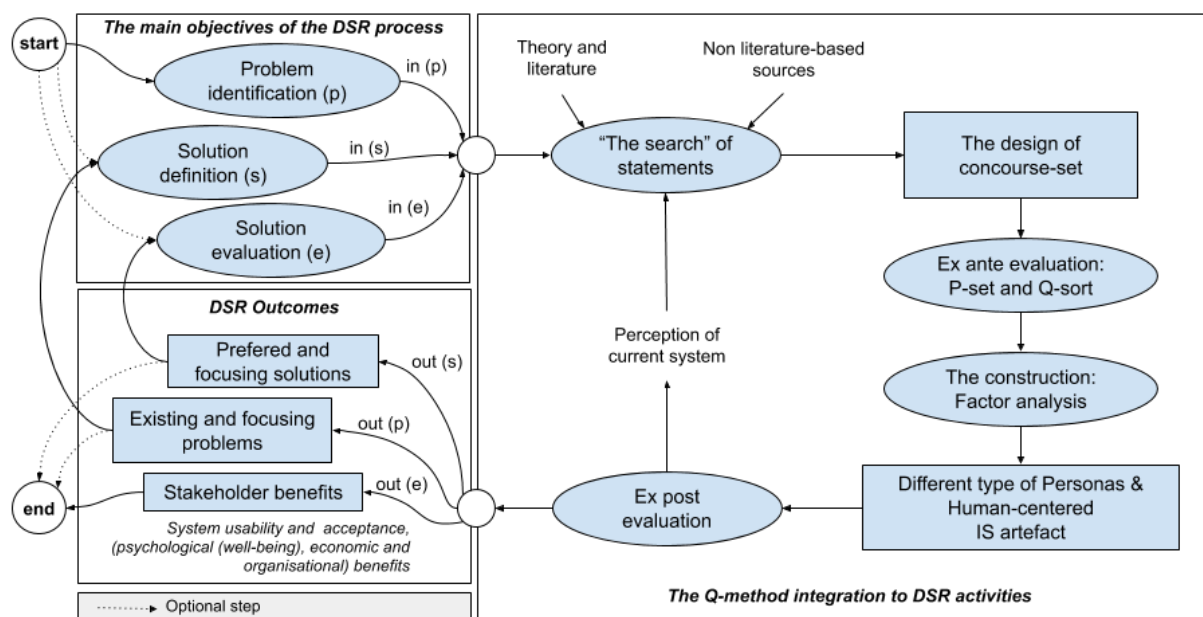 The main objectives of the DSR process
start
Problem
identification (p)
in (p)
Solution
definition (s)
in (s)
Solution
evaluation (e)
in (e)
DSR Outcomes
Prefered and
focusing solutions
out (s)
Existing and focusing
problems
out (p)
Stakeholder benefits
out (e)
end
System usability and acceptance,
(psychological (well-being), economic and
organisational) benefits
Optional step
Theory and
literature
Non literature-based
sources
“The search” of
statements
The design of
concourse-set
Ex ante evaluation:
P-set and Q-sort
Perception of
current system
The construction:
Factor analysis
Different type of Personas &
Human-centered
IS artefact
Ex post
evaluation
The Q-method integration to DSR activities